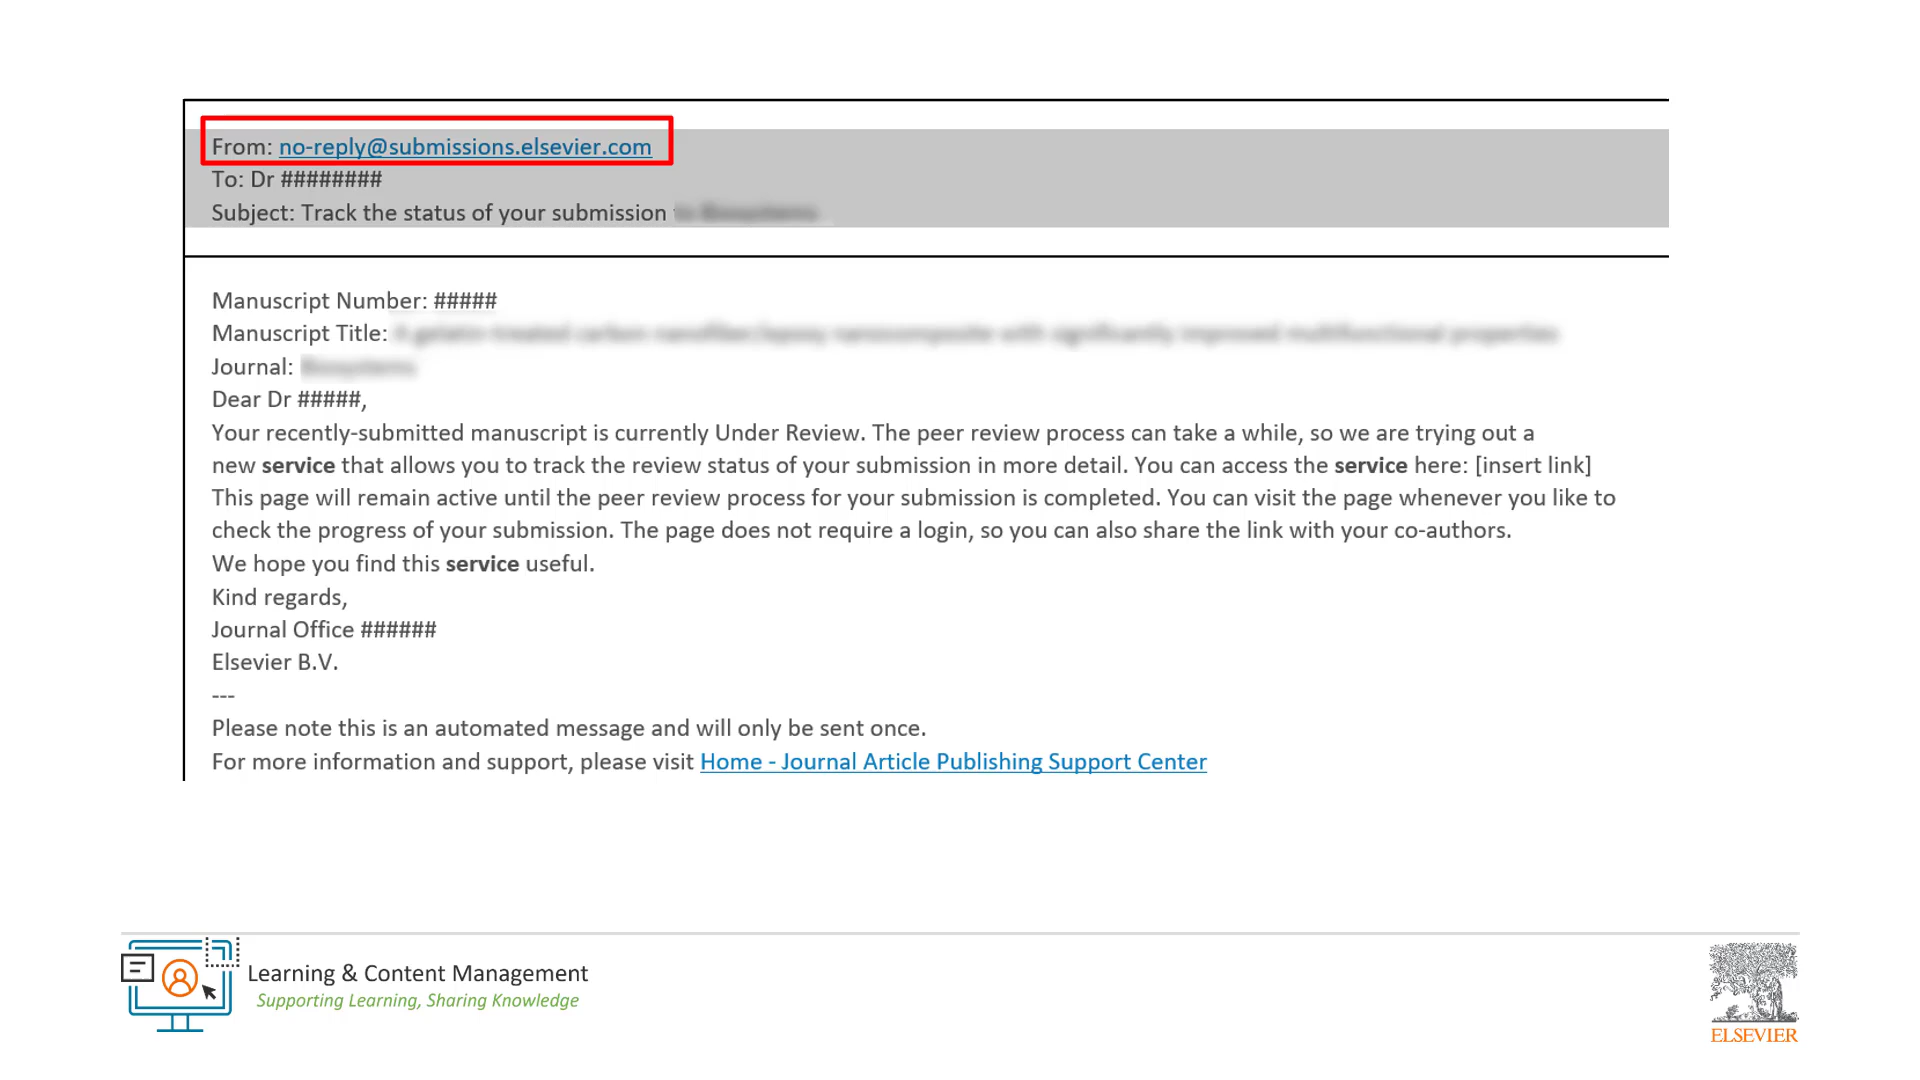 From: no-reply@submissions.elsevier.com
To: Dr ########
Subject: Track the status of your submission
Manuscript Number: #####
Manuscript Title:
Journal:
Dear Dr #####,
Your recently-submitted manuscript is currently Under Review. The peer review process can take a while, so we are trying out a
new service that allows you to track the review status of your submission in more detail. You can access the service here: [insert link]
This page will remain active until the peer review process for your submission is completed. You can visit the page whenever you like to
check the progress of your submission. The page does not require a login, so you can also share the link with your co-authors.
We hope you find this service useful.
Kind regards,
Journal Office ######
Elsevier B.V.
---
Please note this is an automated message and will only be sent once.
For more information and support, please visit Home - Journal Article Publishing Support Center
Learning & Content Management
Supporting Learning, Sharing Knowledge
ELSEVIER